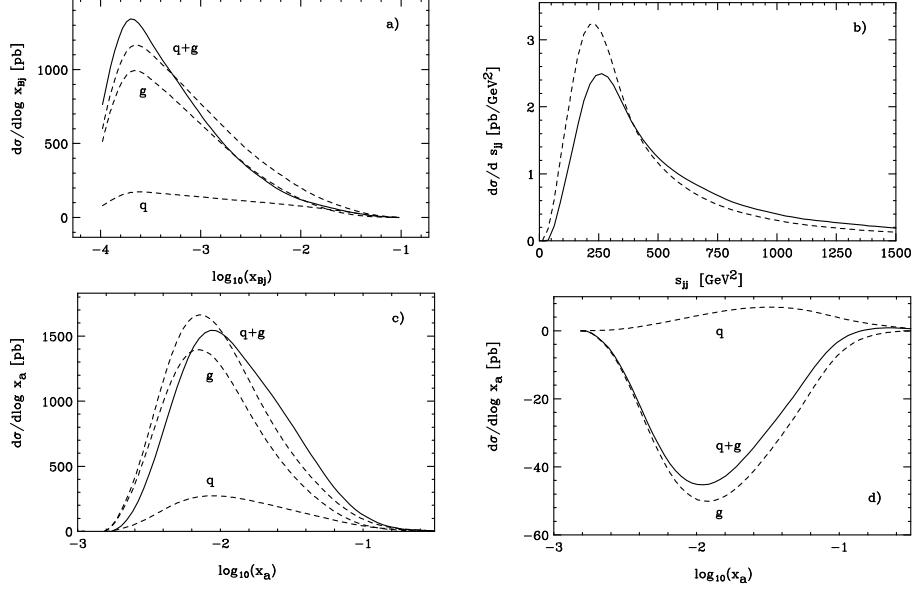 a)
q+g
g
q
1000
500
0
dσ/dlog x_Bj [pb]
−4 −3 −2 −1
log₁₀(x_Bj)
b)
3
2
1
0
dσ/d s_jj [pb/GeV²]
0 250 500 750 1000 1250 1500
s_jj [GeV²]
c)
q+g
g
q
1500
1000
500
0
dσ/dlog x_a [pb]
−3 −2 −1
log₁₀(x_a)
q
q+g
g
d)
0
−20
−40
−60
dσ/dlog x_a [pb]
−3 −2 −1
log₁₀(x_a)